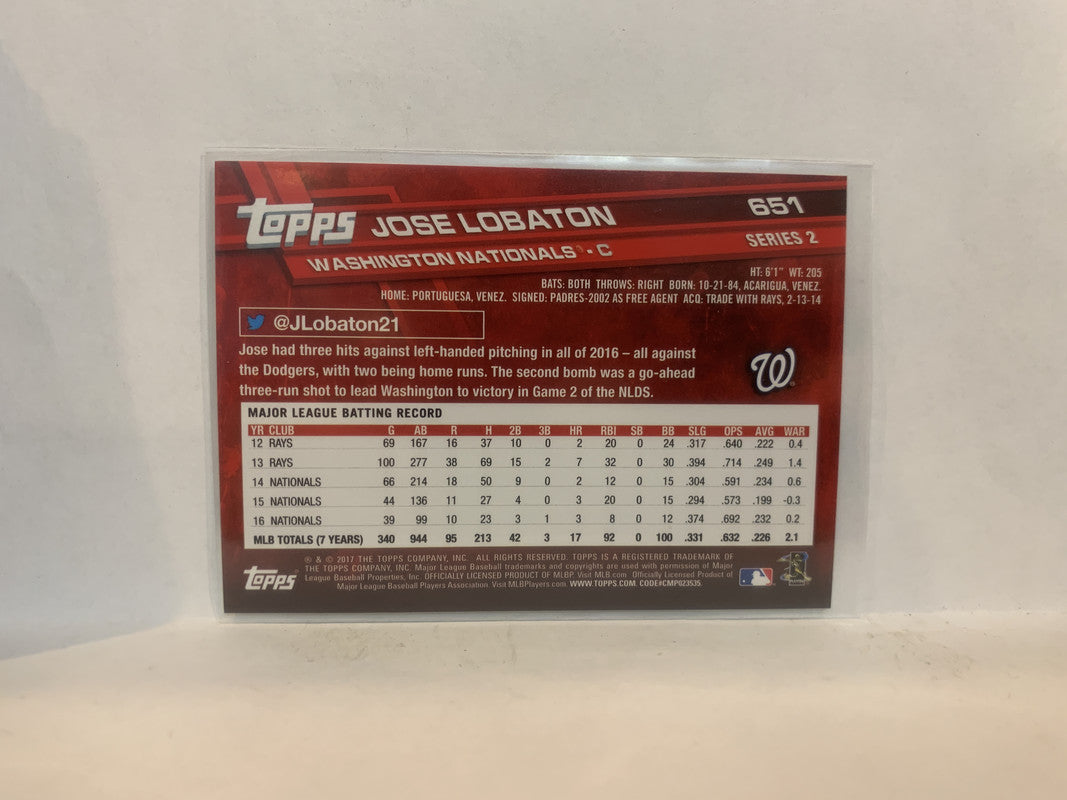 TOPPS JOSE LOBATON 651
WASHINGTON NATIONALS® - C SERIES 2
HT: 6'1" WT: 205
BATS: BOTH THROWS: RIGHT BORN: 10-21-84, ACARIGUA, VENEZ.
HOME: PORTUGUESA, VENEZ. SIGNED: PADRES-2002 AS FREE AGENT ACQ: TRADE WITH RAYS, 2-13-14
@JLobaton21
Jose had three hits against left-handed pitching in all of 2016 – all against
the Dodgers, with two being home runs. The second bomb was a go-ahead
three-run shot to lead Washington to victory in Game 2 of the NLDS.
W
MAJOR LEAGUE BATTING RECORD
YR CLUB G AB R H 2B 3B HR RBI SB BB SLG OPS AVG WAR
12 RAYS 69 167 16 37 10 0 2 20 0 24 .317 .640 .222 0.4
13 RAYS 100 277 38 69 15 2 7 32 0 30 .394 .714 .249 1.4
14 NATIONALS 66 214 18 50 9 0 2 12 0 15 .304 .591 .234 0.6
15 NATIONALS 44 136 11 27 4 0 3 20 0 15 .294 .573 .199 -0.3
16 NATIONALS 39 99 10 23 3 1 3 8 0 12 .374 .692 .232 0.2
MLB TOTALS (7 YEARS) 340 944 95 213 42 3 17 92 0 100 .331 .632 .226 2.1
® & © 2017 THE TOPPS COMPANY, INC. ALL RIGHTS RESERVED. TOPPS IS A REGISTERED TRADEMARK OF
THE TOPPS COMPANY, INC. Major League Baseball trademarks and copyrights are used with permission of Major
League Baseball Properties, Inc. OFFICIALLY LICENSED PRODUCT OF MLBP. Visit MLB.com. Officially Licensed Product of
Major League Baseball Players Association. Visit MLBPlayers.com. WWW.TOPPS.COM. CODE#CMP023535.
TOPPS